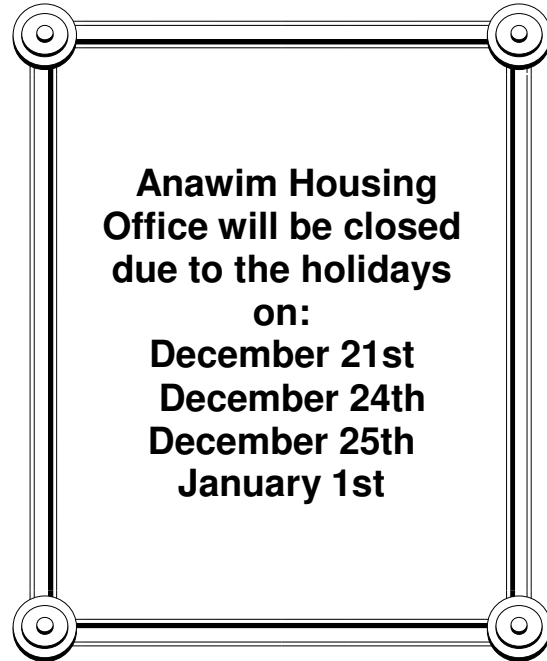 Anawim Housing
Office will be closed
due to the holidays
on:
December 21st
December 24th
December 25th
January 1st